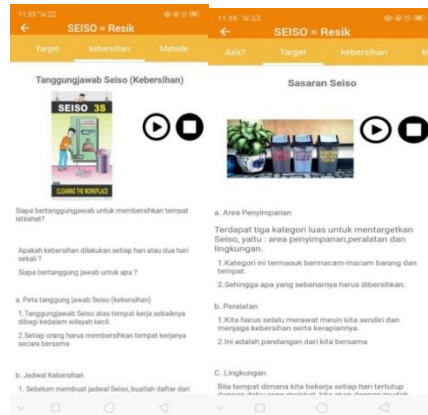 11.55
SEISO = Resik
Target
kebersihan
Metode
Tanggungjawab Seiso (Kebersihan)
SEISO 3S
CLEANING THE WORKPLACE
Siapa bertanggungjawab untuk membersihkan tempat
istirahat?
Apakah kebersihan dilakukan setiap hari atau dua hari
sekali ?
Siapa bertanggung jawab untuk apa ?
a. Peta tanggung jawab Seiso (kebersihan)
1.Tanggungjawab Seiso atas tempat kerja sebaiknya
dibagi kedalam wilayah kecil.
2.Setiap orang harus membersihkan tempat kerjanya
secara bersama
b. Jadwal Kebersihan
1. Sebelum membuat jadwal Seiso, buatlah daftar dari
11.55
SEISO = Resik
Ask?
Target
kebersihan
M
Sasaran Seiso
a. Area Penyimpanan
Terdapat tiga kategori luas untuk mentargetkan
Seiso, yaitu : area penyimpanan,peralatan dan
lingkungan.
1.Kategori ini termasuk bermacam-macam barang dan
tempat.
2.Sehingga apa yang sebenarnya harus dibersihkan.
b. Peralatan
1.Kita harus selalu merawat mesin kita sendiri dan
menjaga kebersihan serta kerapiannya.
2.Ini adalah pandangan dari kita bersama
C .Lingkungan
Bila tempat dimana kita bekerja setiap hari tertutup